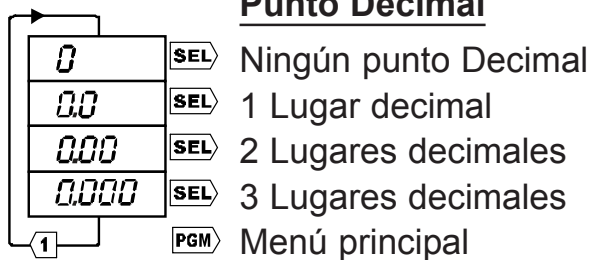 Punto Decimal
0 SEL Ningún punto Decimal
0.0 SEL 1 Lugar decimal
0.00 SEL 2 Lugares decimales
0.000 SEL 3 Lugares decimales
1 PGM Menú principal